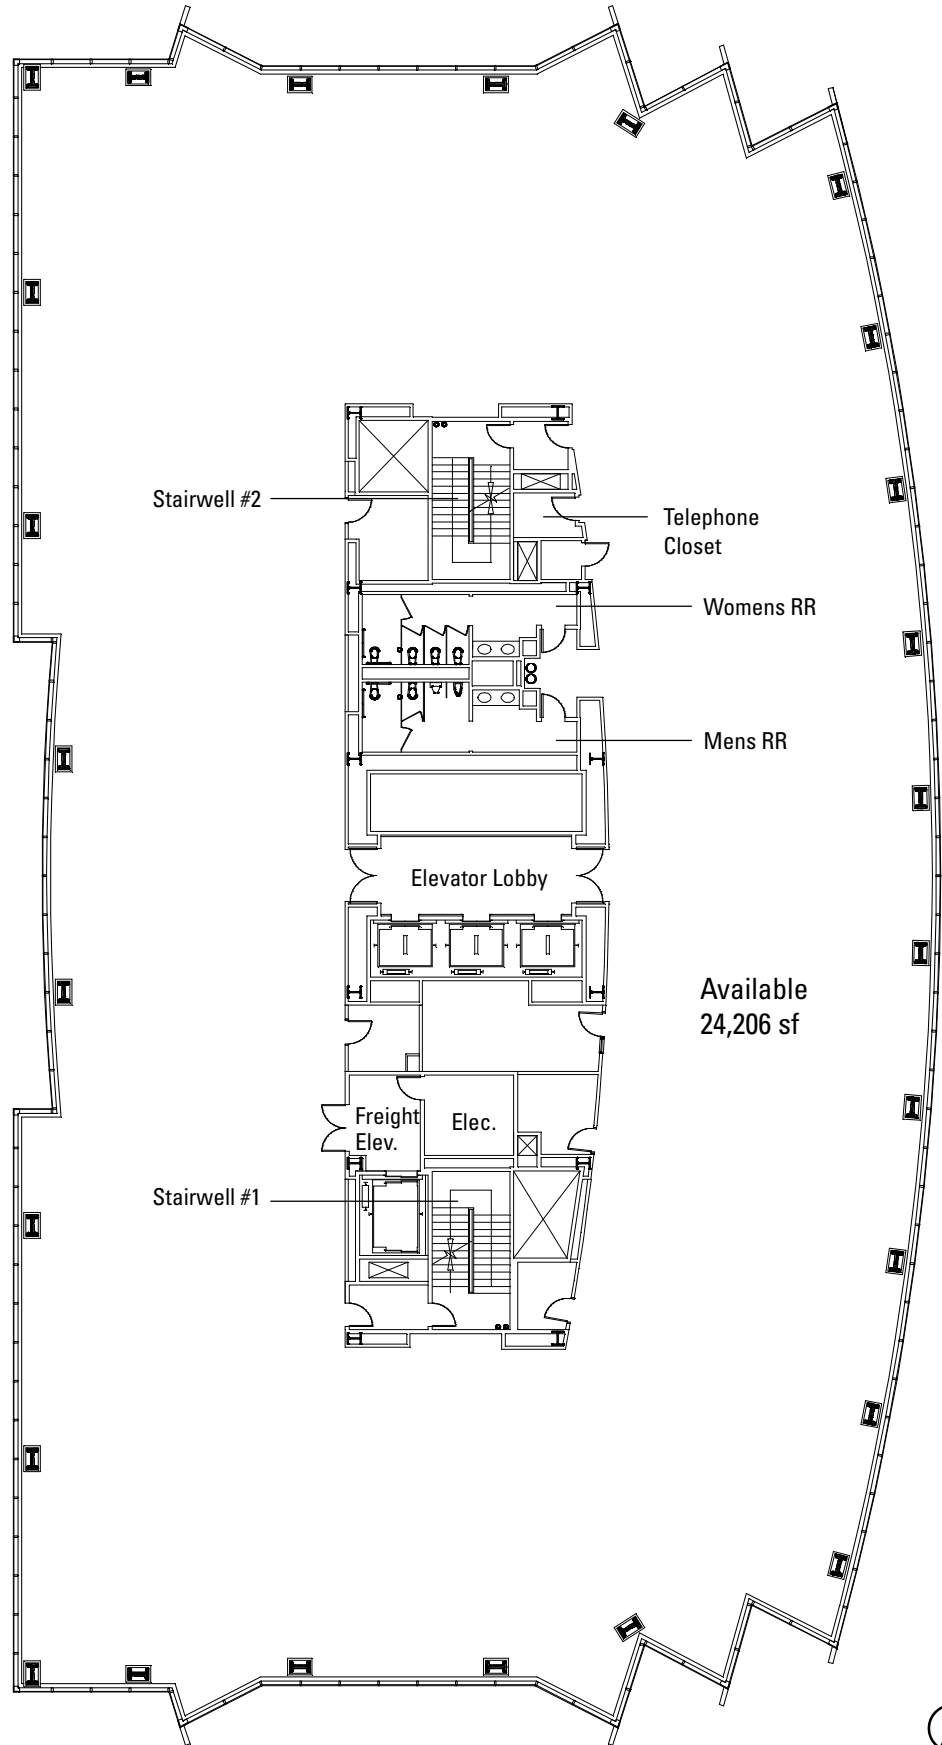 Stairwell #2
Telephone
Closet
Womens RR
Mens RR
Elevator Lobby
Available
24,206 sf
Freight
Elev.
Elec.
Stairwell #1